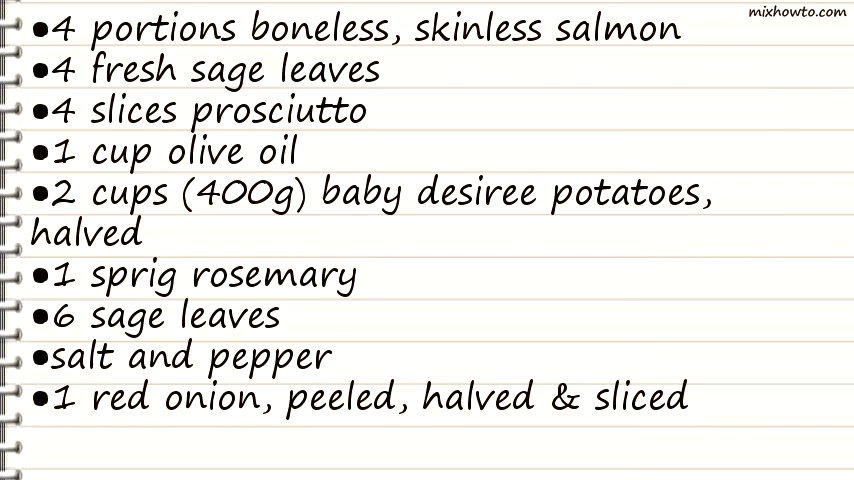 mixhowto.com
•4 portions boneless, skinless salmon
•4 fresh sage leaves
•4 slices prosciutto
•1 cup olive oil
•2 cups (400g) baby desiree potatoes,
halved
•1 sprig rosemary
•6 sage leaves
•salt and pepper
•1 red onion, peeled, halved & sliced